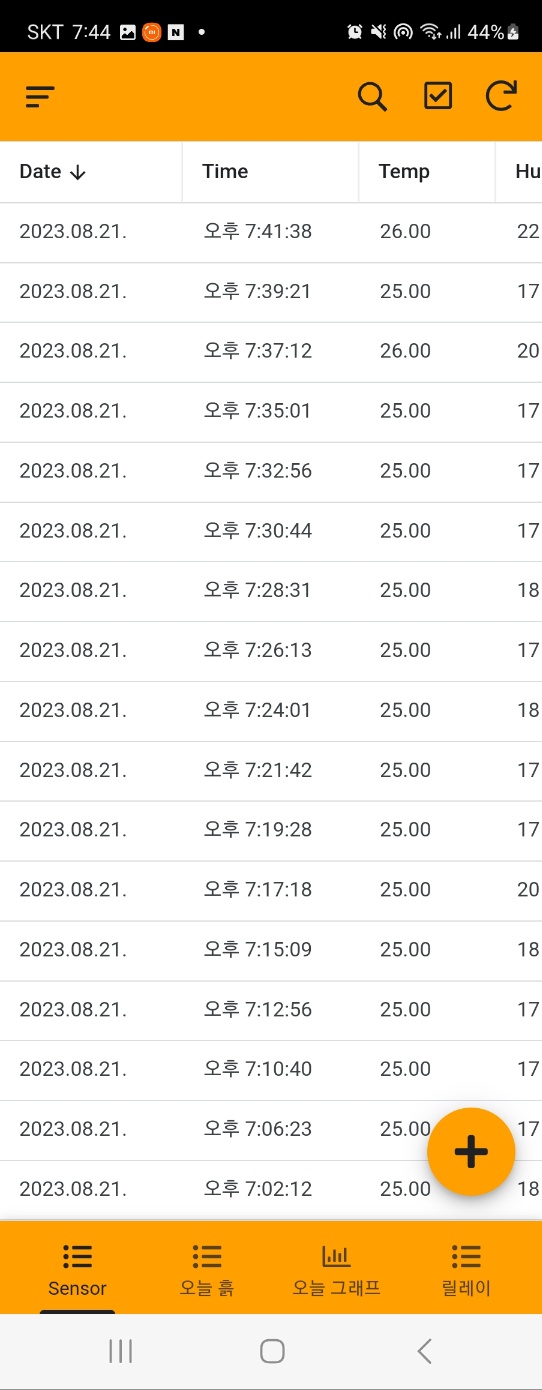 SKT 7:44 N 44%
Date Time Temp Hu
2023.08.21. 오후 7:41:38 26.00 22
2023.08.21. 오후 7:39:21 25.00 17
2023.08.21. 오후 7:37:12 26.00 20
2023.08.21. 오후 7:35:01 25.00 17
2023.08.21. 오후 7:32:56 25.00 17
2023.08.21. 오후 7:30:44 25.00 17
2023.08.21. 오후 7:28:31 25.00 18
2023.08.21. 오후 7:26:13 25.00 17
2023.08.21. 오후 7:24:01 25.00 18
2023.08.21. 오후 7:21:42 25.00 17
2023.08.21. 오후 7:19:28 25.00 17
2023.08.21. 오후 7:17:18 25.00 20
2023.08.21. 오후 7:15:09 25.00 18
2023.08.21. 오후 7:12:56 25.00 17
2023.08.21. 오후 7:10:40 25.00 17
2023.08.21. 오후 7:06:23 25.00 17
2023.08.21. 오후 7:02:12 25.00 18
Sensor 오늘 흙 오늘 그래프 릴레이